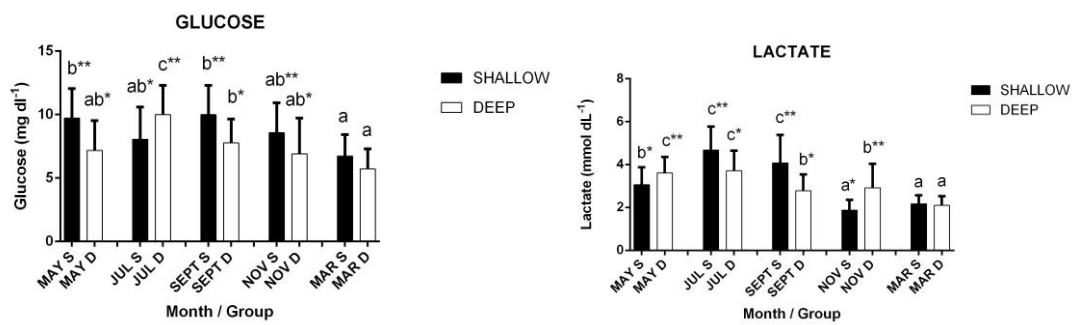 GLUCOSE
15
10
5
0
Glucose (mg dl⁻¹)
b** ab* ab* c** b** b* ab** ab* a a
MAY S MAY D JUL S JUL D SEPT S SEPT D NOV S NOV D MAR S MAR D
Month / Group
SHALLOW
DEEP
LACTATE
8
6
4
2
0
Lactate (mmol dL⁻¹)
b* c** c** c* c** b* a* b** a a
MAY S MAY D JUL S JUL D SEPT S SEPT D NOV S NOV D MAR S MAR D
Month / Group
SHALLOW
DEEP